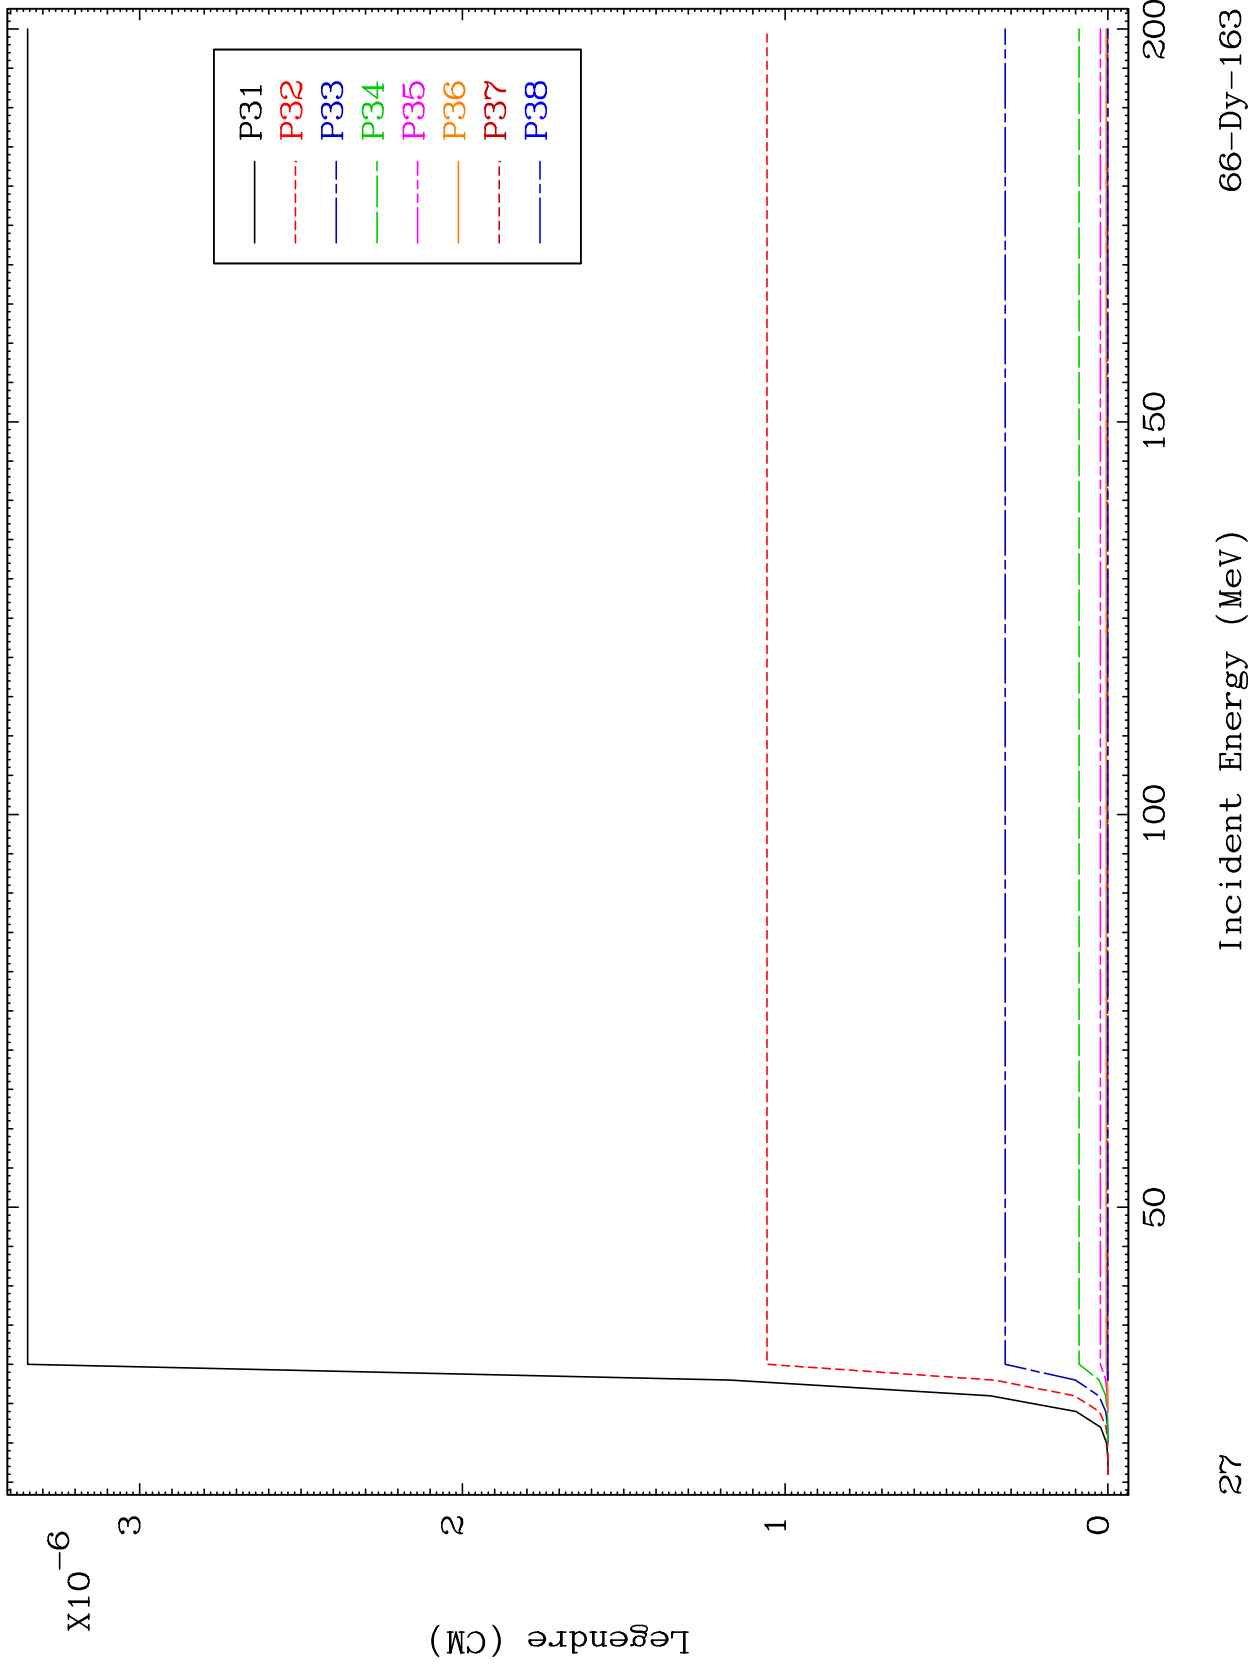 X10-6
Legendre (CM)
3
2
1
0
P31
P32
P33
P34
P35
P36
P37
P38
50
100
150
200
Incident Energy (MeV)
27
66-Dy-163